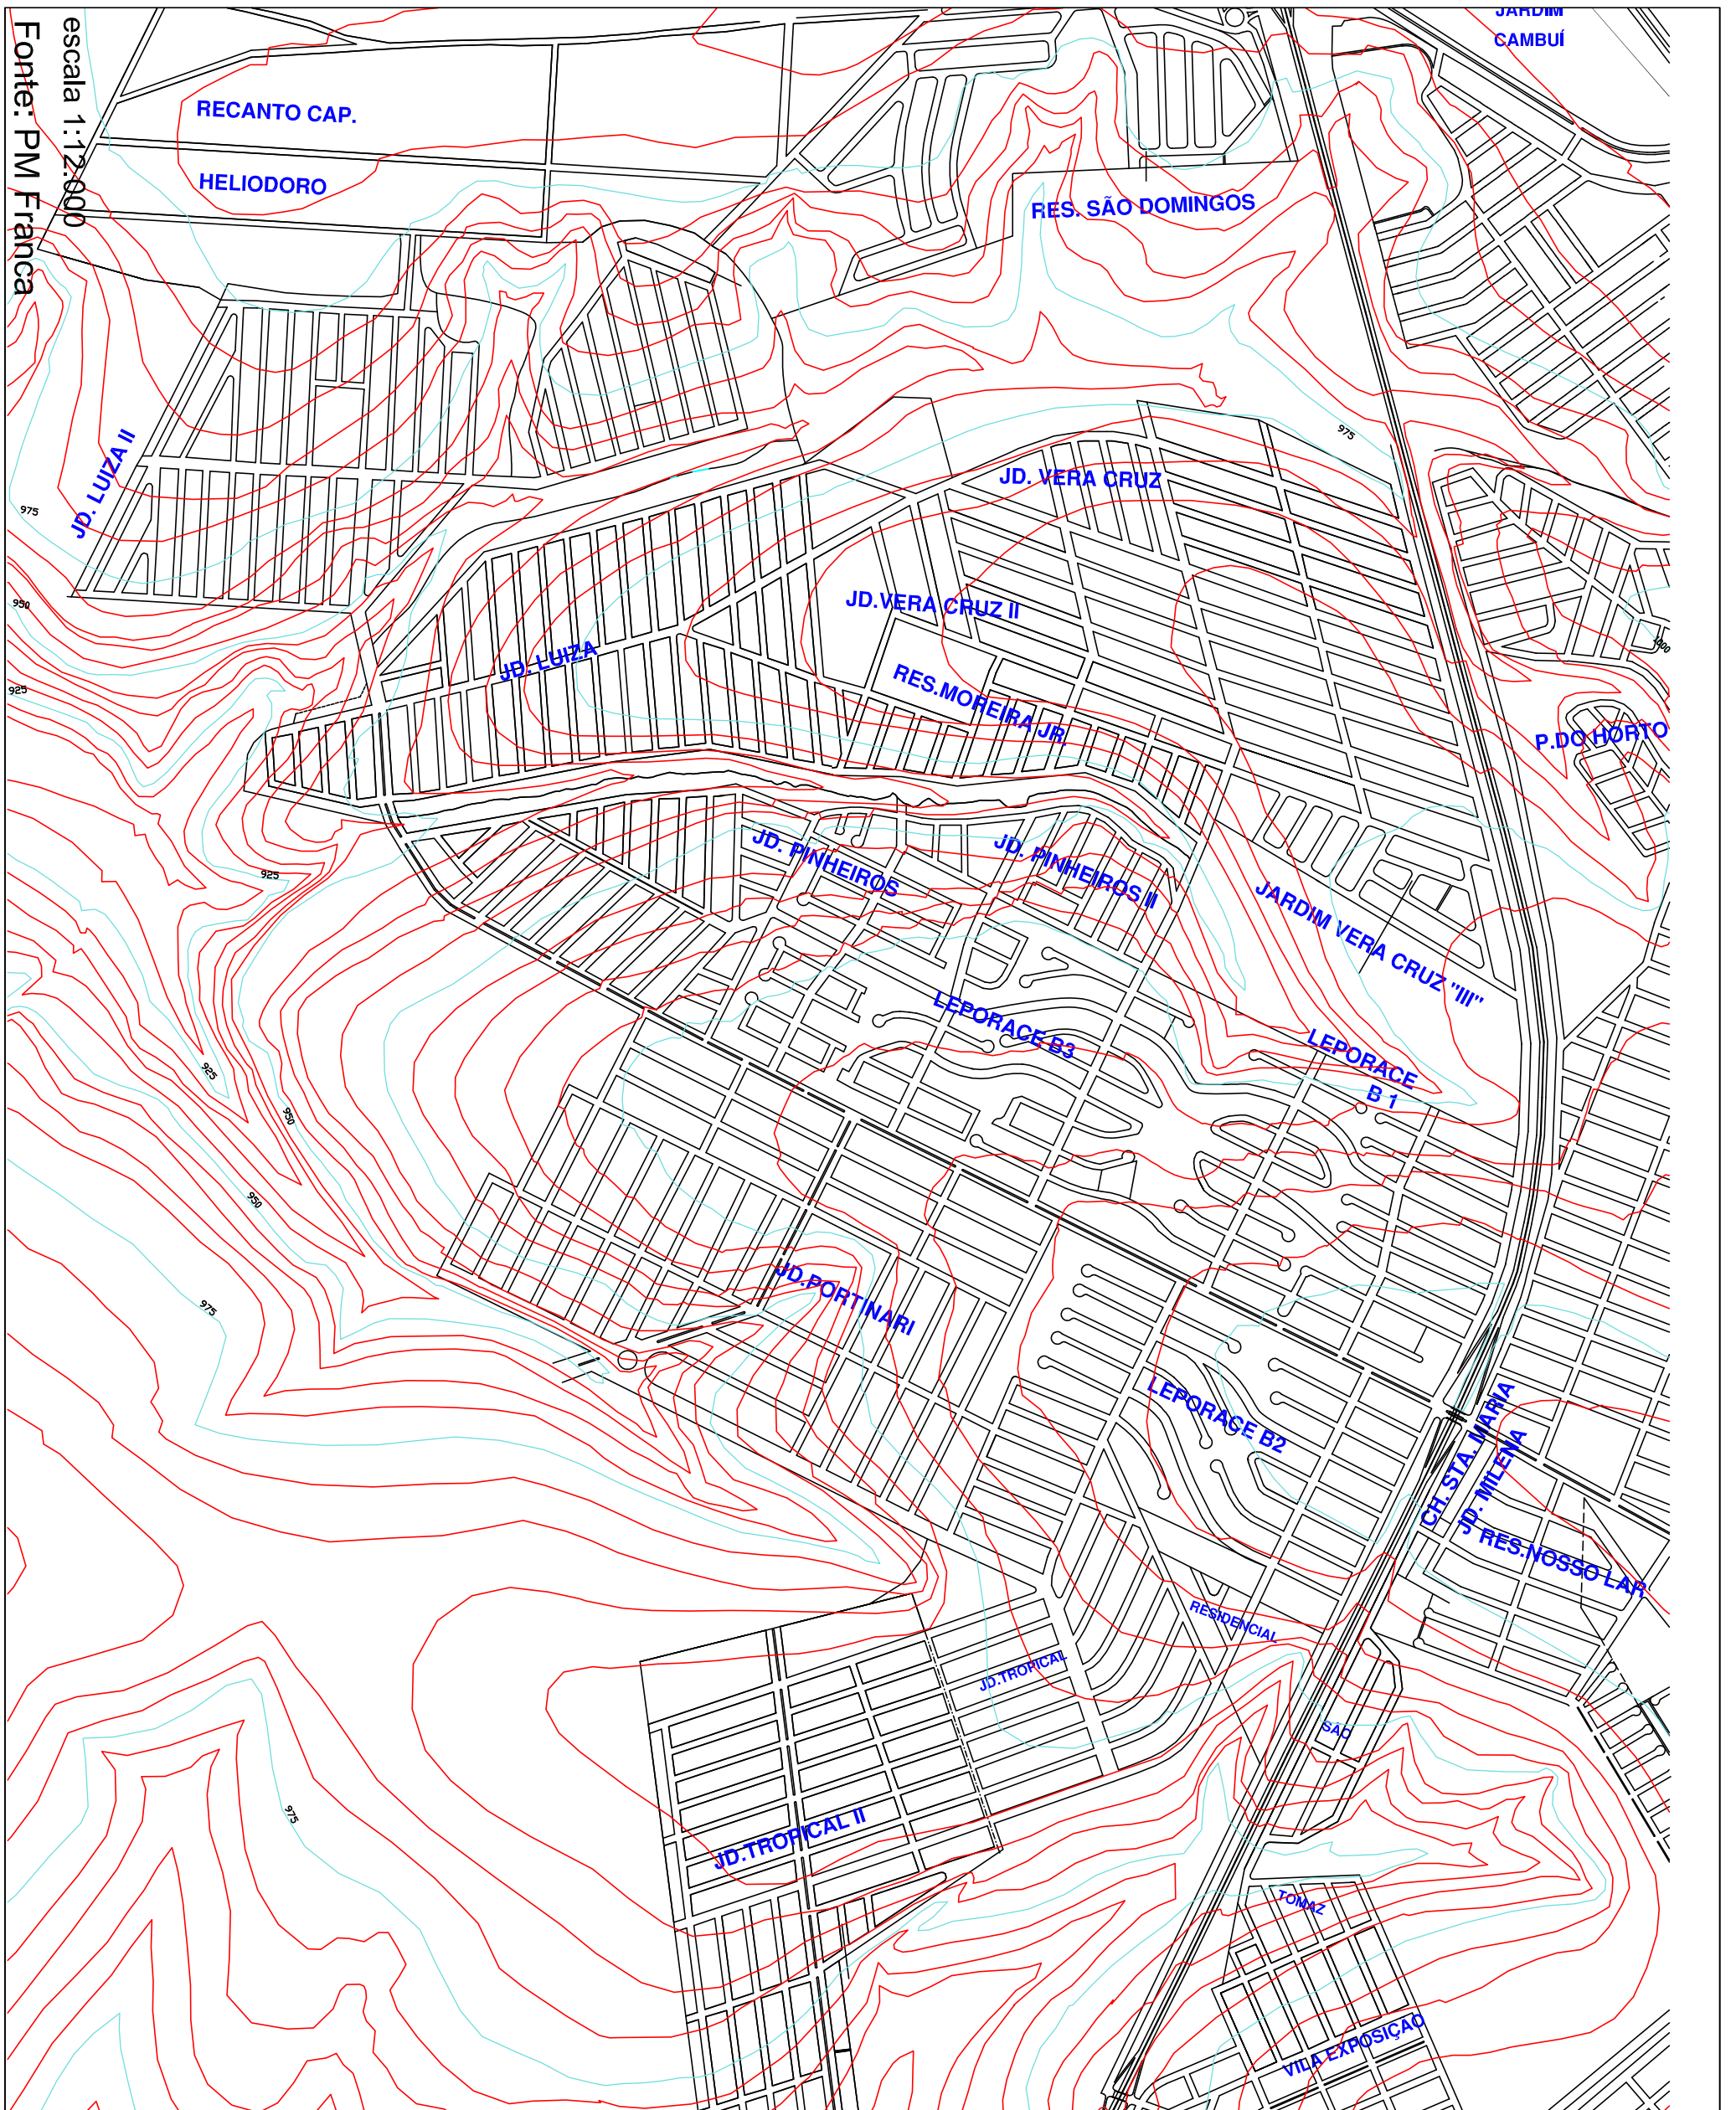 JARDIM
CAMBUÍ
escala 1:12.000
Fonte: PM Franca
RECANTO CAP.
HELIODORO
RES. SÃO DOMINGOS
975
JD. LUIZA II
975
JD. VERA CRUZ
950
JD.VERA CRUZ II
1000
JD. LUIZA
925
RES.MOREIRA JR.
P.DO HORTO
JD. PINHEIROS
JD. PINHEIROS II
925
JARDIM VERA CRUZ "III"
LEPORACE B3
LEPORACE
B 1
925
950
950
JD.PORTINARI
975
LEPORACE B2
CH. STA. MARIA
JD. MILENA
RES.NOSSO LAR
RESIDENCIAL
JD.TROPICAL
SÃO
975
JD.TROPICAL II
TOMAZ
VILA EXPOSIÇAO